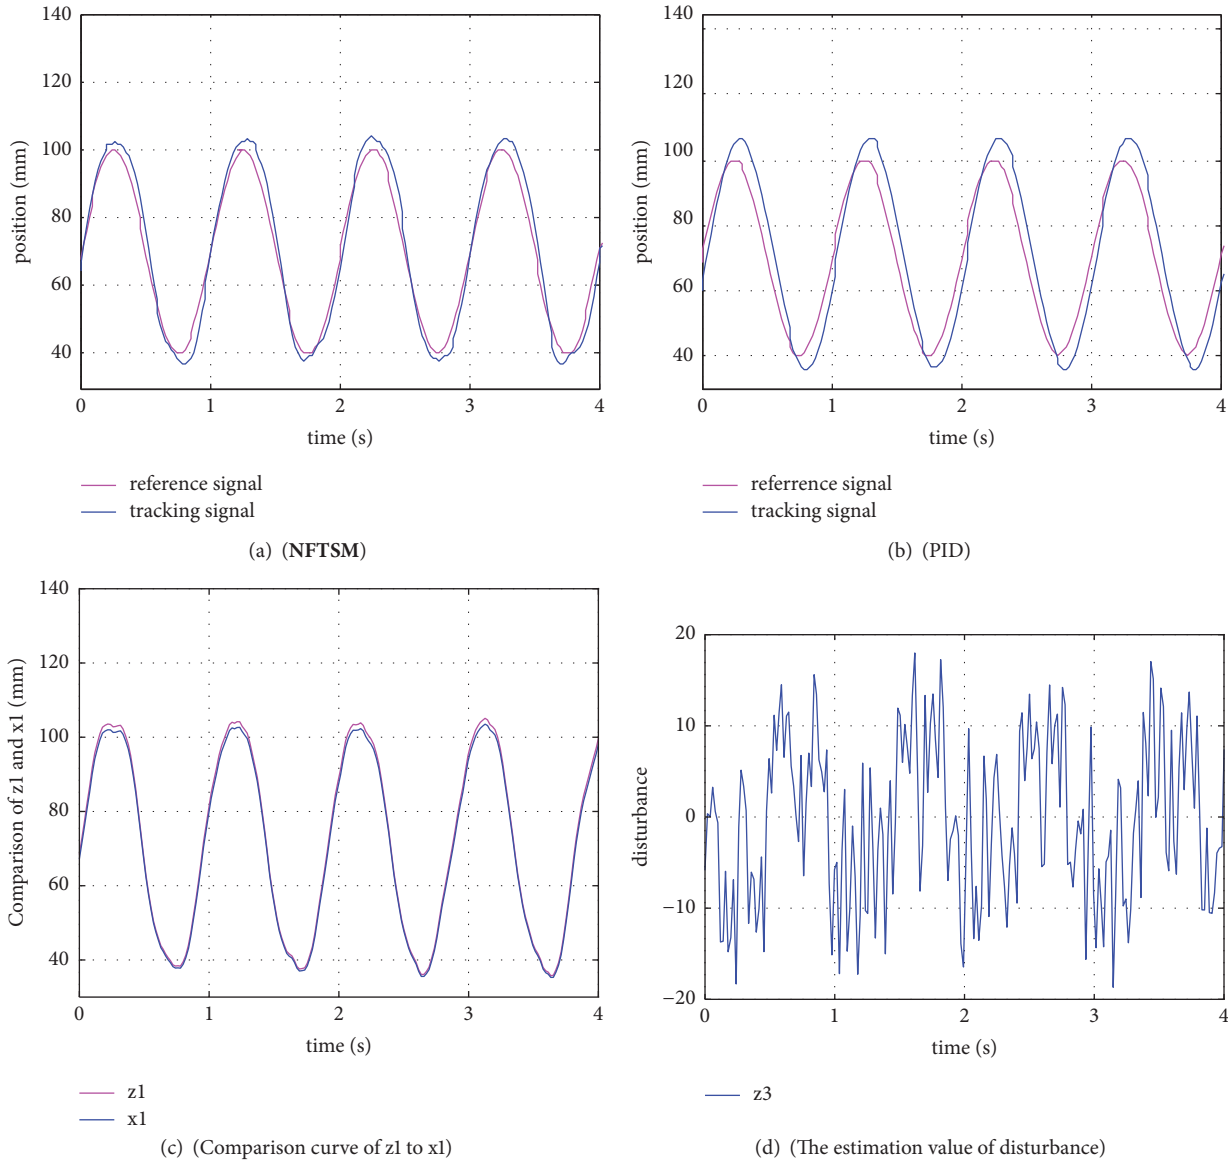 140
120
100
80
60
40
position (mm)
0 1 2 3 4
time (s)
reference signal
tracking signal
(a) (NFTSM)
140
120
100
80
60
40
position (mm)
0 1 2 3 4
time (s)
referrence signal
tracking signal
(b) (PID)
140
120
100
80
60
40
Comparison of z1 and x1 (mm)
0 1 2 3 4
time (s)
z1
x1
(c) (Comparison curve of z1 to x1)
20
10
0
−10
−20
disturbance
0 1 2 3 4
time (s)
z3
(d) (The estimation value of disturbance)